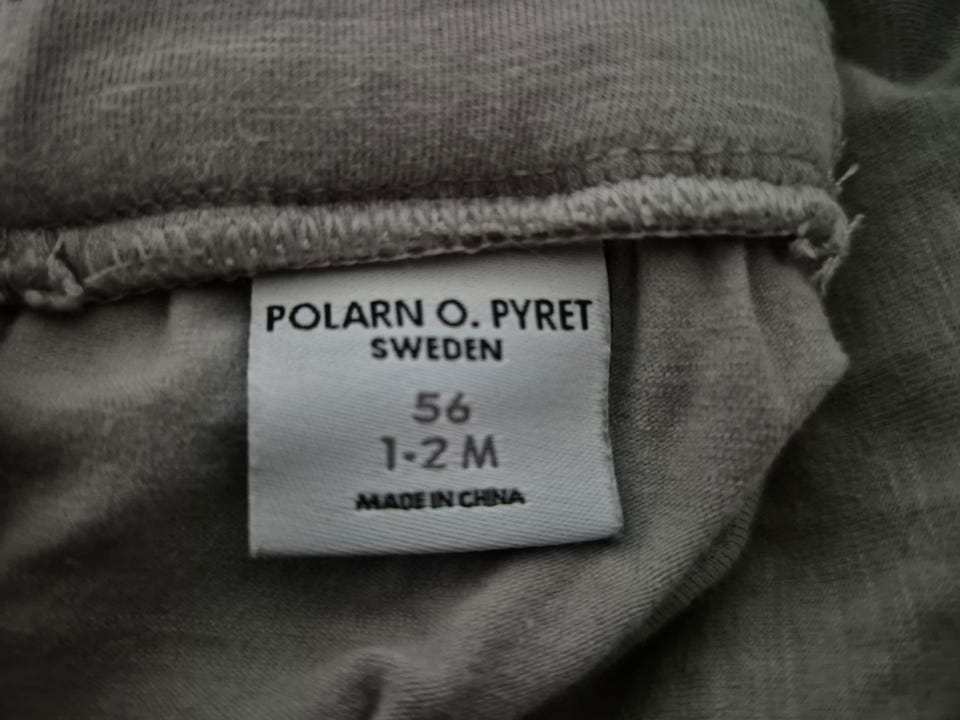 POLARN O. PYRET
SWEDEN
56
1•2 M
MADE IN CHINA